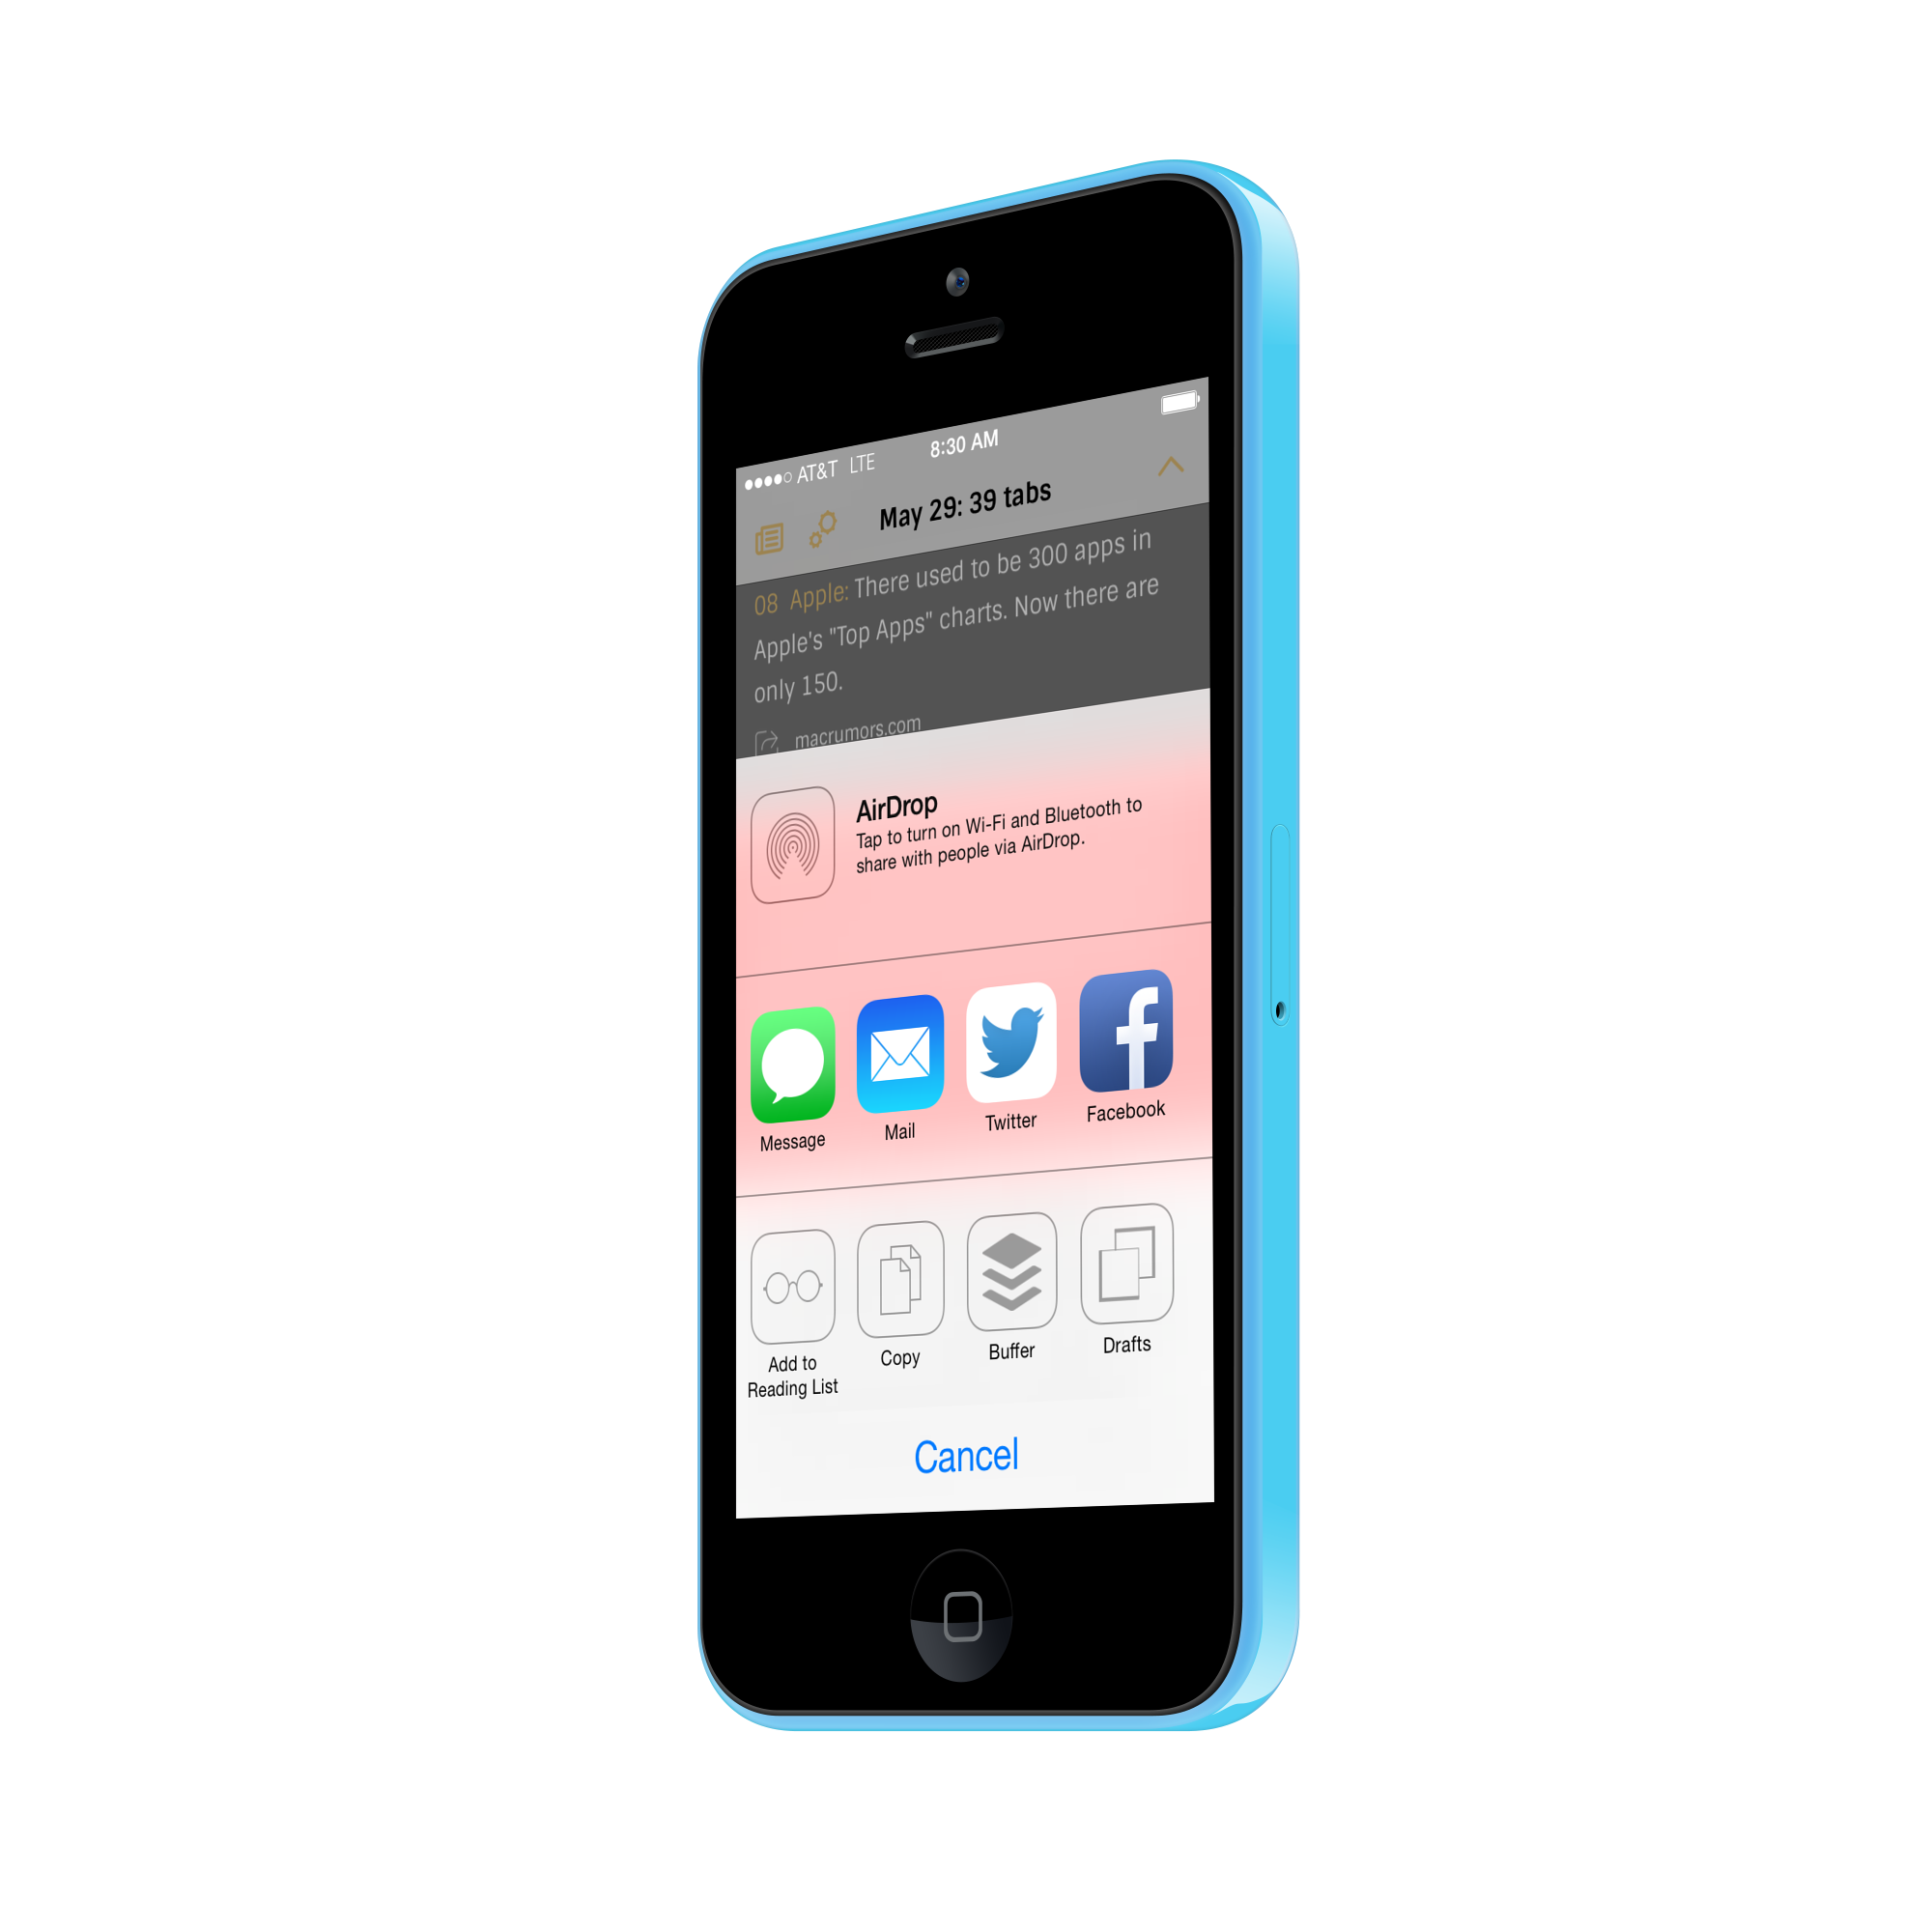 AT&T LTE 8:30 AM
May 29: 39 tabs
08 Apple: There used to be 300 apps in
Apple's "Top Apps" charts. Now there are
only 150.
macrumors.com
AirDrop
Tap to turn on Wi-Fi and Bluetooth to
share with people via AirDrop.
Message Mail Twitter Facebook
Add to
Reading List
Copy Buffer Drafts
Cancel